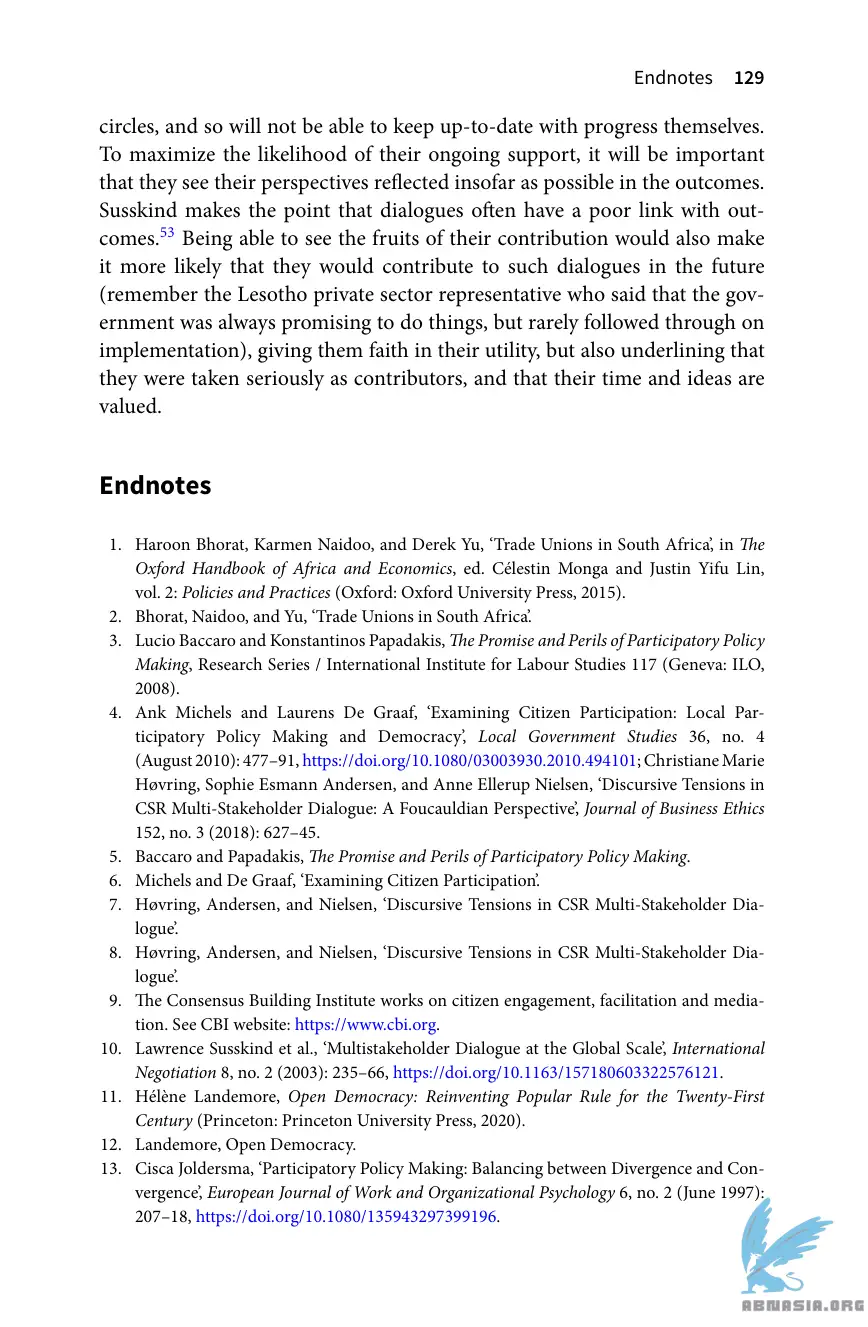 Endnotes 129
circles, and so will not be able to keep up-to-date with progress themselves.
To maximize the likelihood of their ongoing support, it will be important
that they see their perspectives reflected insofar as possible in the outcomes.
Susskind makes the point that dialogues often have a poor link with out-
comes.53 Being able to see the fruits of their contribution would also make
it more likely that they would contribute to such dialogues in the future
(remember the Lesotho private sector representative who said that the gov-
ernment was always promising to do things, but rarely followed through on
implementation), giving them faith in their utility, but also underlining that
they were taken seriously as contributors, and that their time and ideas are
valued.
Endnotes
1. Haroon Bhorat, Karmen Naidoo, and Derek Yu, ‘Trade Unions in South Africa’, in The
Oxford Handbook of Africa and Economics, ed. Célestin Monga and Justin Yifu Lin,
vol. 2: Policies and Practices (Oxford: Oxford University Press, 2015).
2. Bhorat, Naidoo, and Yu, ‘Trade Unions in South Africa’.
3. Lucio Baccaro and Konstantinos Papadakis, The Promise and Perils of Participatory Policy
Making, Research Series / International Institute for Labour Studies 117 (Geneva: ILO,
2008).
4. Ank Michels and Laurens De Graaf, ‘Examining Citizen Participation: Local Par-
ticipatory Policy Making and Democracy’, Local Government Studies 36, no. 4
(August 2010): 477–91, https://doi.org/10.1080/03003930.2010.494101; Christiane Marie
Høvring, Sophie Esmann Andersen, and Anne Ellerup Nielsen, ‘Discursive Tensions in
CSR Multi-Stakeholder Dialogue: A Foucauldian Perspective’, Journal of Business Ethics
152, no. 3 (2018): 627–45.
5. Baccaro and Papadakis, The Promise and Perils of Participatory Policy Making.
6. Michels and De Graaf, ‘Examining Citizen Participation’.
7. Høvring, Andersen, and Nielsen, ‘Discursive Tensions in CSR Multi-Stakeholder Dia-
logue’.
8. Høvring, Andersen, and Nielsen, ‘Discursive Tensions in CSR Multi-Stakeholder Dia-
logue’.
9. The Consensus Building Institute works on citizen engagement, facilitation and media-
tion. See CBI website: https://www.cbi.org.
10. Lawrence Susskind et al., ‘Multistakeholder Dialogue at the Global Scale’, International
Negotiation 8, no. 2 (2003): 235–66, https://doi.org/10.1163/157180603322576121.
11. Hélène Landemore, Open Democracy: Reinventing Popular Rule for the Twenty-First
Century (Princeton: Princeton University Press, 2020).
12. Landemore, Open Democracy.
13. Cisca Joldersma, ‘Participatory Policy Making: Balancing between Divergence and Con-
vergence’, European Journal of Work and Organizational Psychology 6, no. 2 (June 1997):
207–18, https://doi.org/10.1080/135943297399196.
ABNASIA.ORG